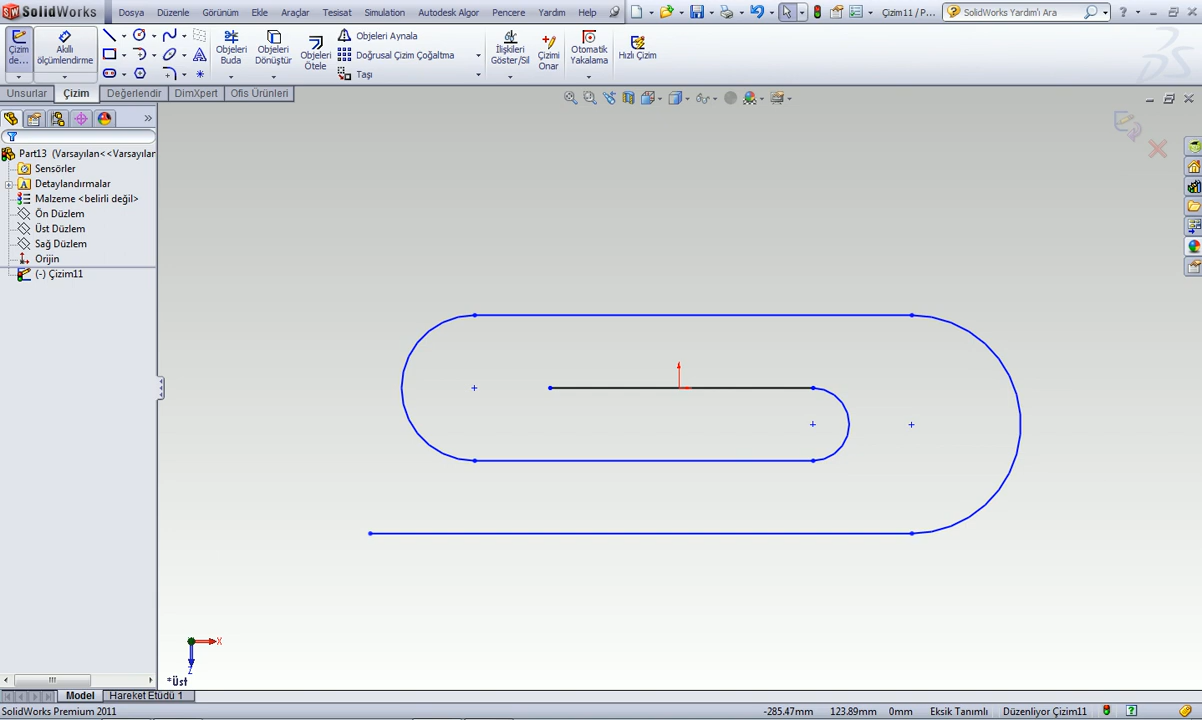 SolidWorks Dosya Düzenle Görünüm Ekle Araçlar Tesisat Simulation Autodesk Algor Pencere Yardım Help Çizim11 / P... SolidWorks Yardım'ı Ara
Çizim de... Akıllı ölçümlendirme Objeleri Buda Objeleri Dönüştür Objeleri Ötele Objeleri Aynala Doğrusal Çizim Çoğaltma Taşı İlişkileri Göster/Sil Çizimi Onar Otomatik Yakalama Hızlı Çizim
Unsurlar Çizim Değerlendir DimXpert Ofis Ürünleri
Part13 (Varsayılan<<Varsayılar
Sensörler
Detaylandırmalar
Malzeme <belirli değil>
Ön Düzlem
Üst Düzlem
Sağ Düzlem
Orijin
(-) Çizim11
X
Z
*Üst
Model Hareket Etüdü 1
SolidWorks Premium 2011 -285.47mm 123.89mm 0mm Eksik Tanımlı Düzenliyor Çizim11